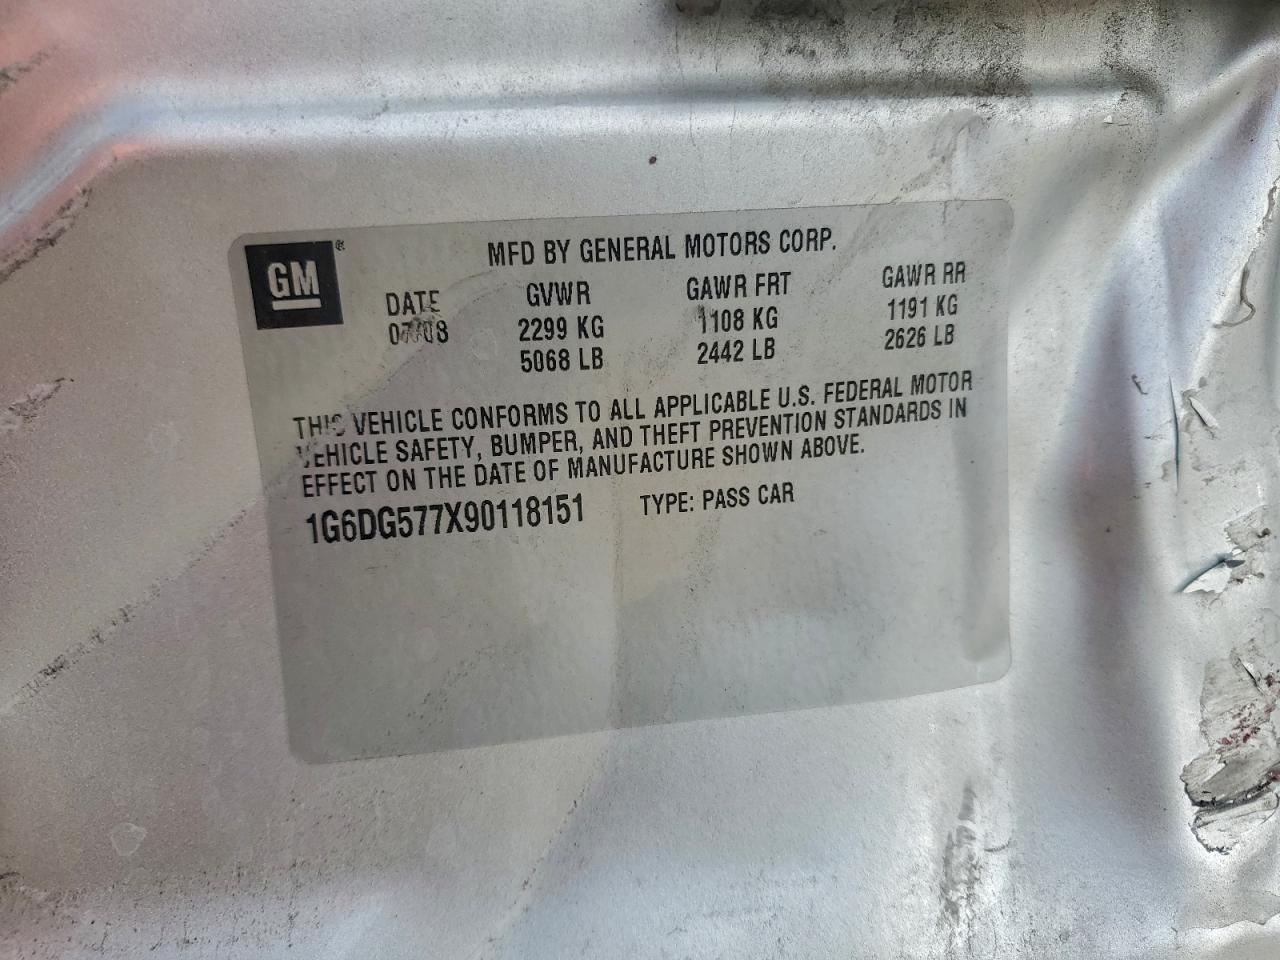 GM ®
MFD BY GENERAL MOTORS CORP.
DATE GVWR GAWR FRT GAWR RR
07/08 2299 KG 1108 KG 1191 KG
5068 LB 2442 LB 2626 LB
THIS VEHICLE CONFORMS TO ALL APPLICABLE U.S. FEDERAL MOTOR
VEHICLE SAFETY, BUMPER, AND THEFT PREVENTION STANDARDS IN
EFFECT ON THE DATE OF MANUFACTURE SHOWN ABOVE.
1G6DG577X90118151 TYPE: PASS CAR